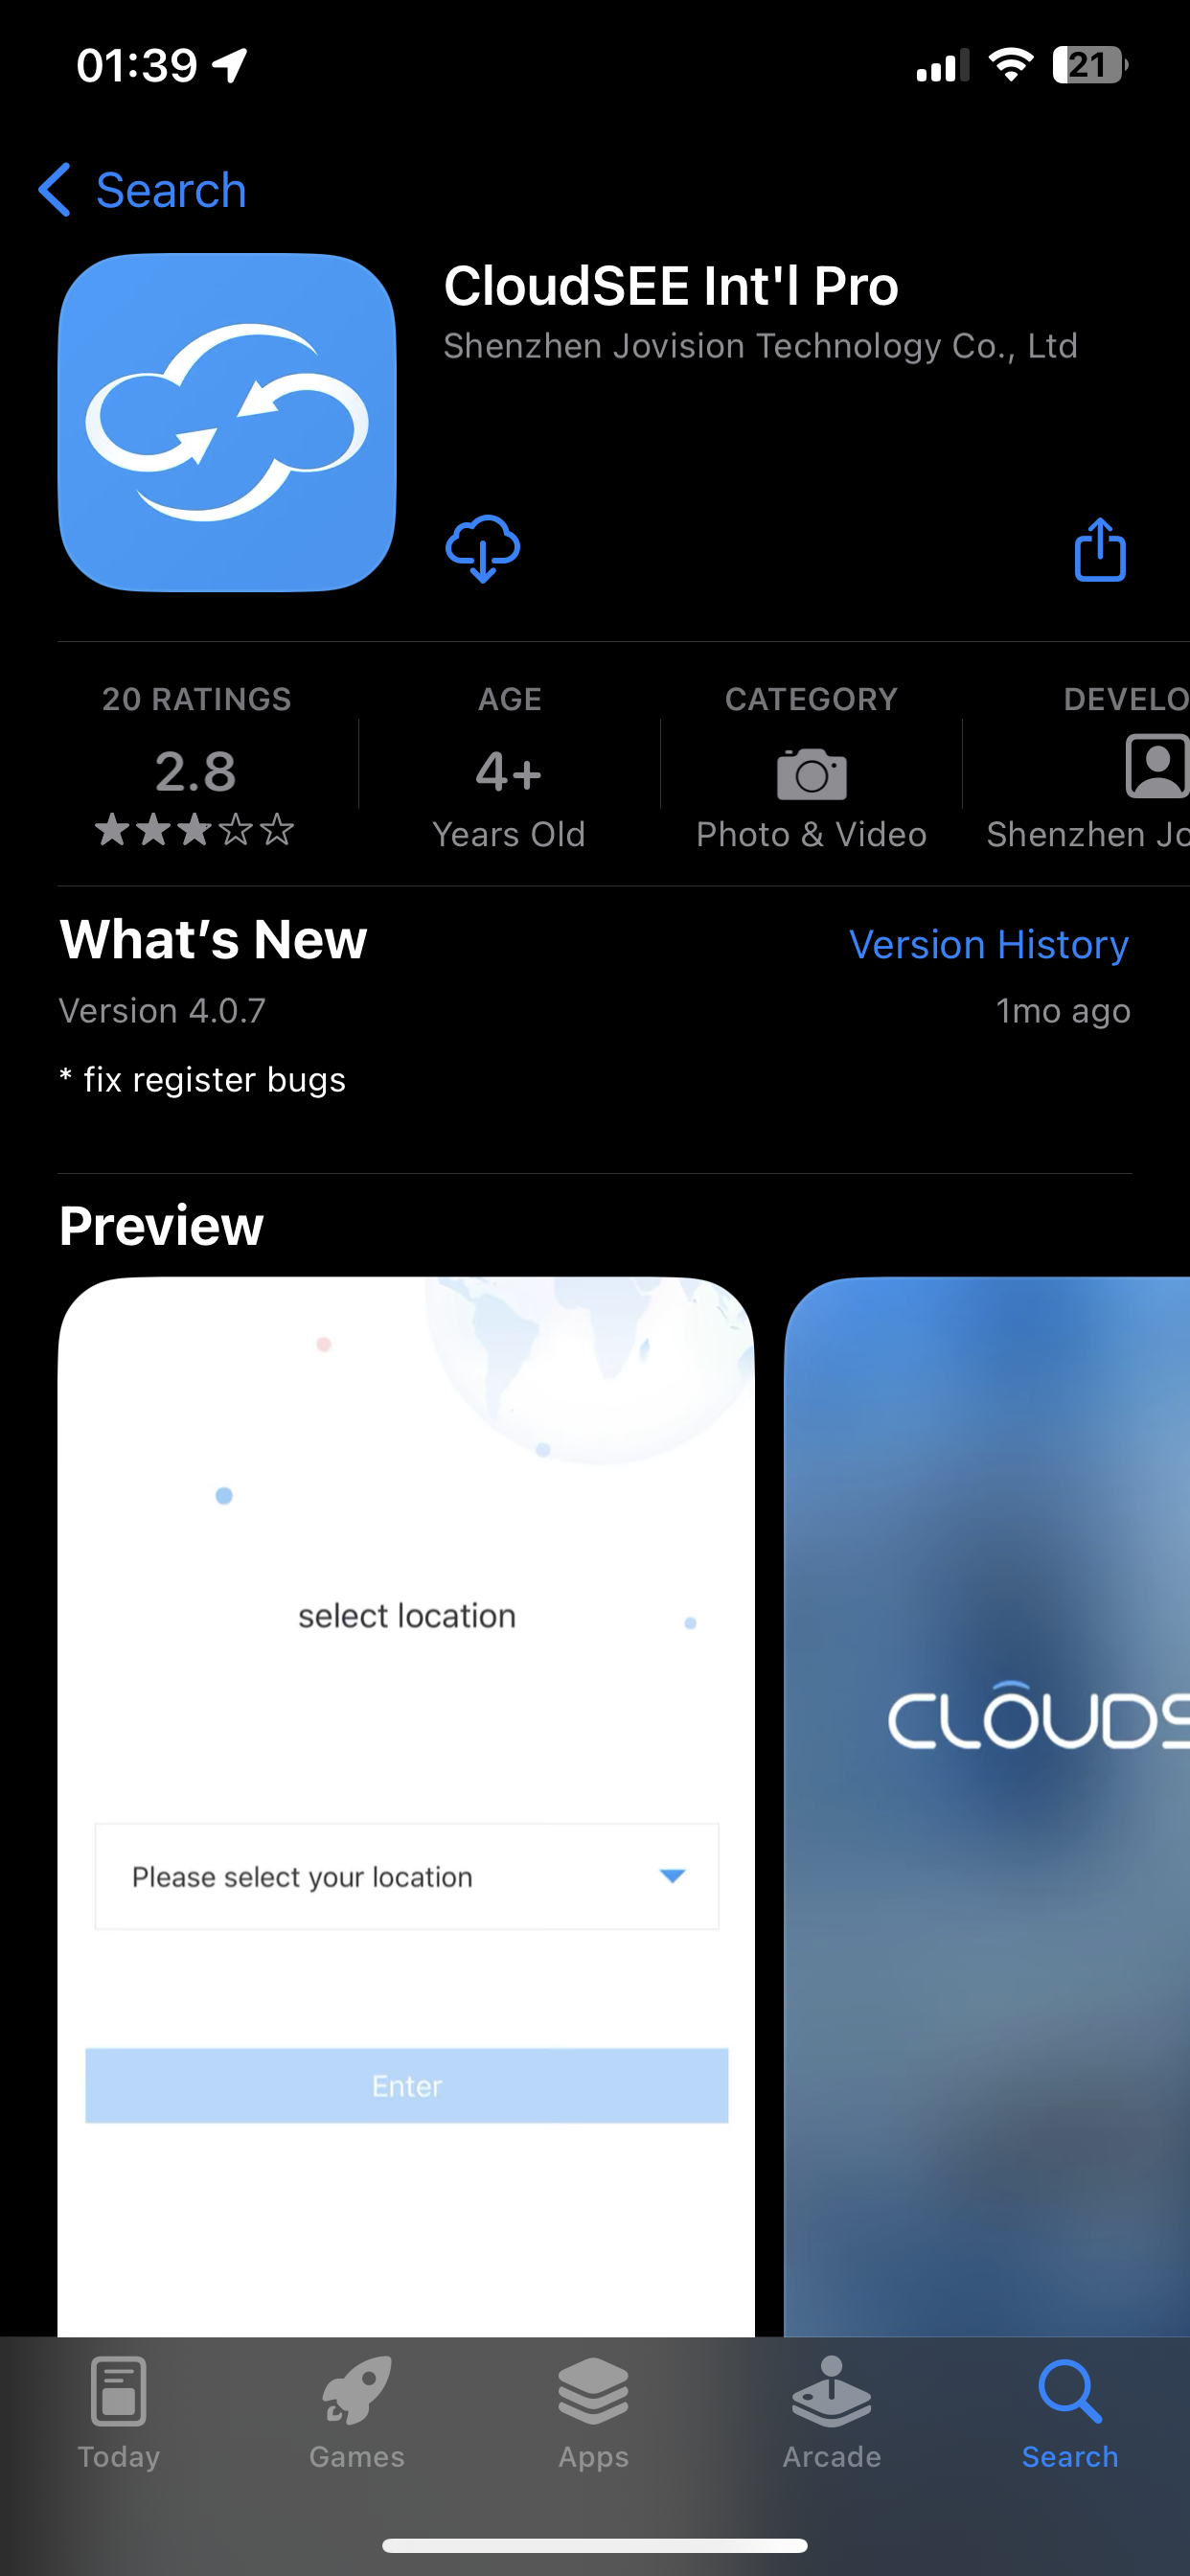 01:39
21
Search
CloudSEE Int'l Pro
Shenzhen Jovision Technology Co., Ltd
20 RATINGS
2.8
AGE
4+
Years Old
CATEGORY
Photo & Video
DEVELO
Shenzhen Jo
What's New
Version History
Version 4.0.7
1mo ago
* fix register bugs
Preview
select location
Please select your location
Enter
CLOUDS
Today
Games
Apps
Arcade
Search